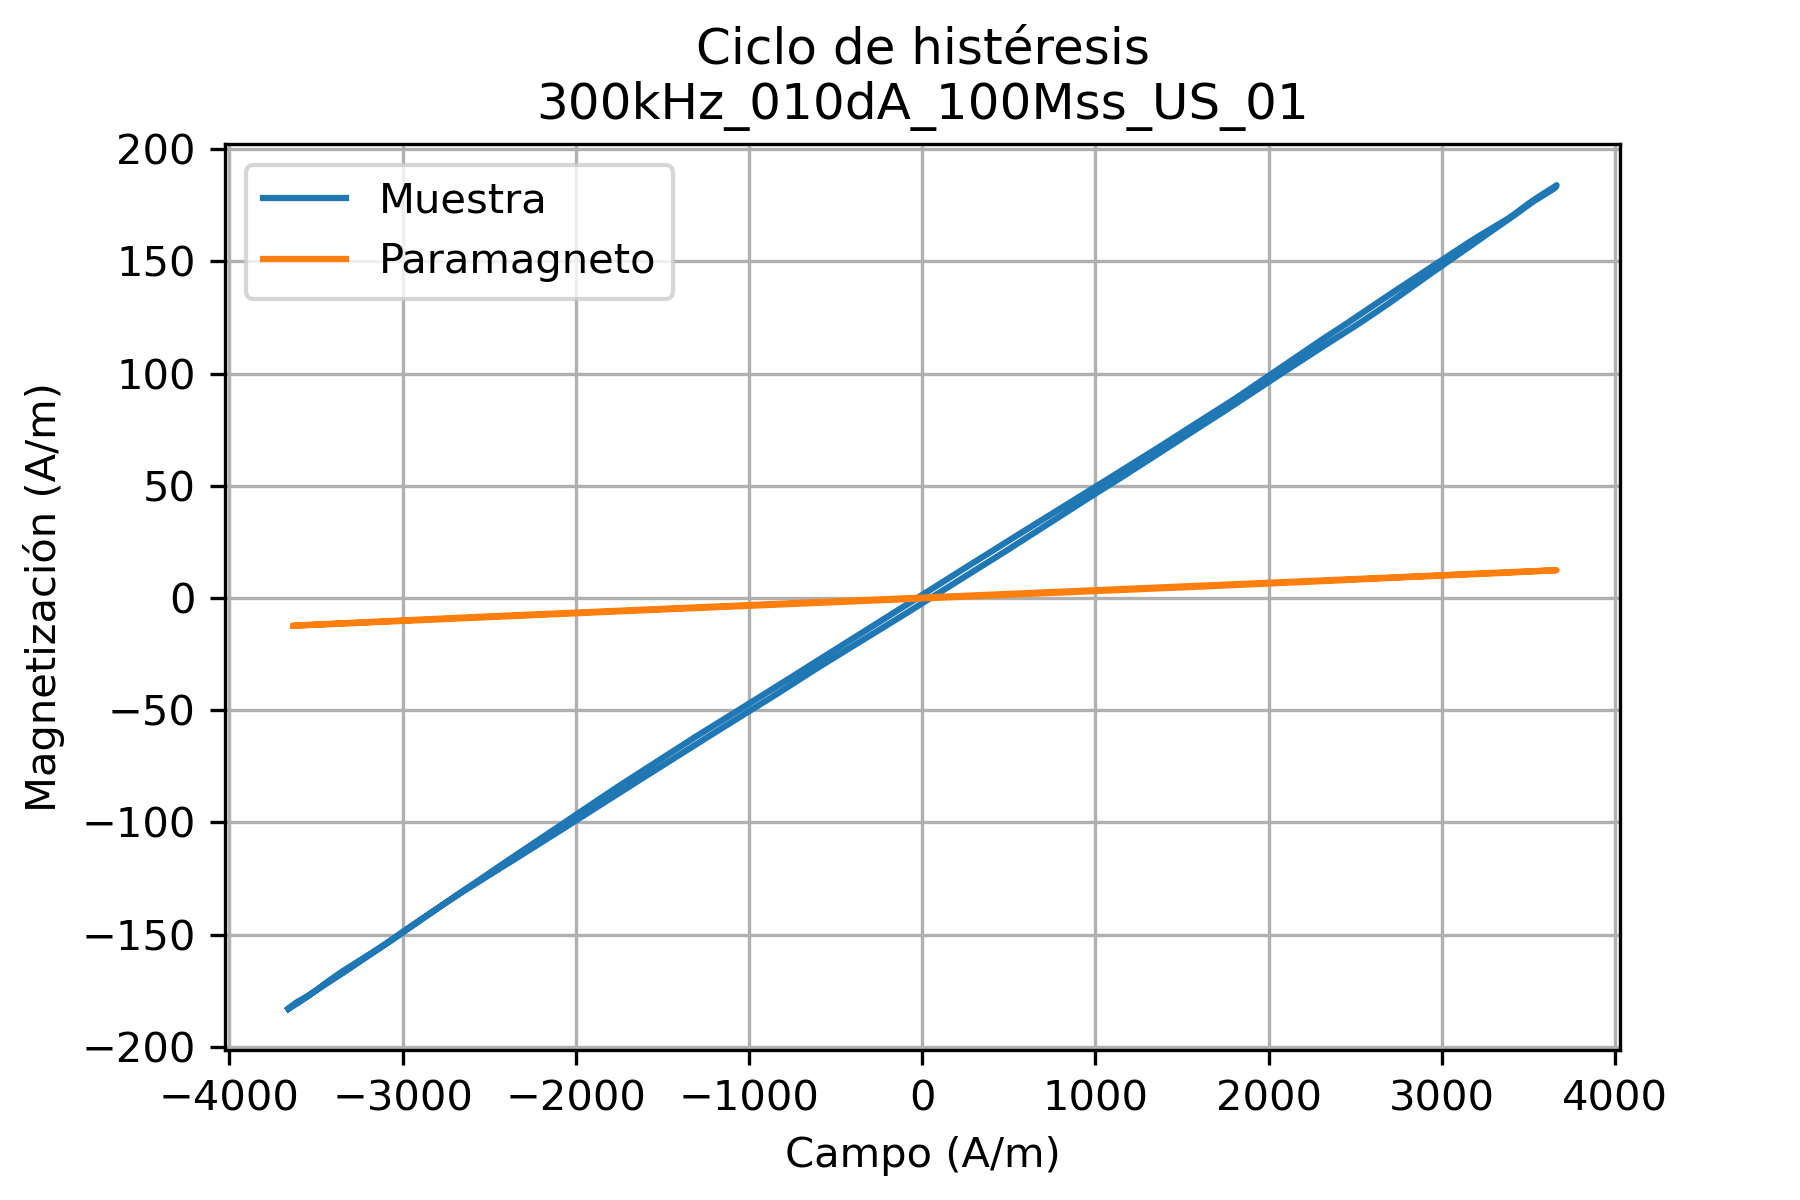 Ciclo de histéresis
300kHz_010dA_100Mss_US_01
Muestra
Paramagneto
Magnetización (A/m)
200
150
100
50
0
−50
−100
−150
−200
−4000 −3000 −2000 −1000 0 1000 2000 3000 4000
Campo (A/m)